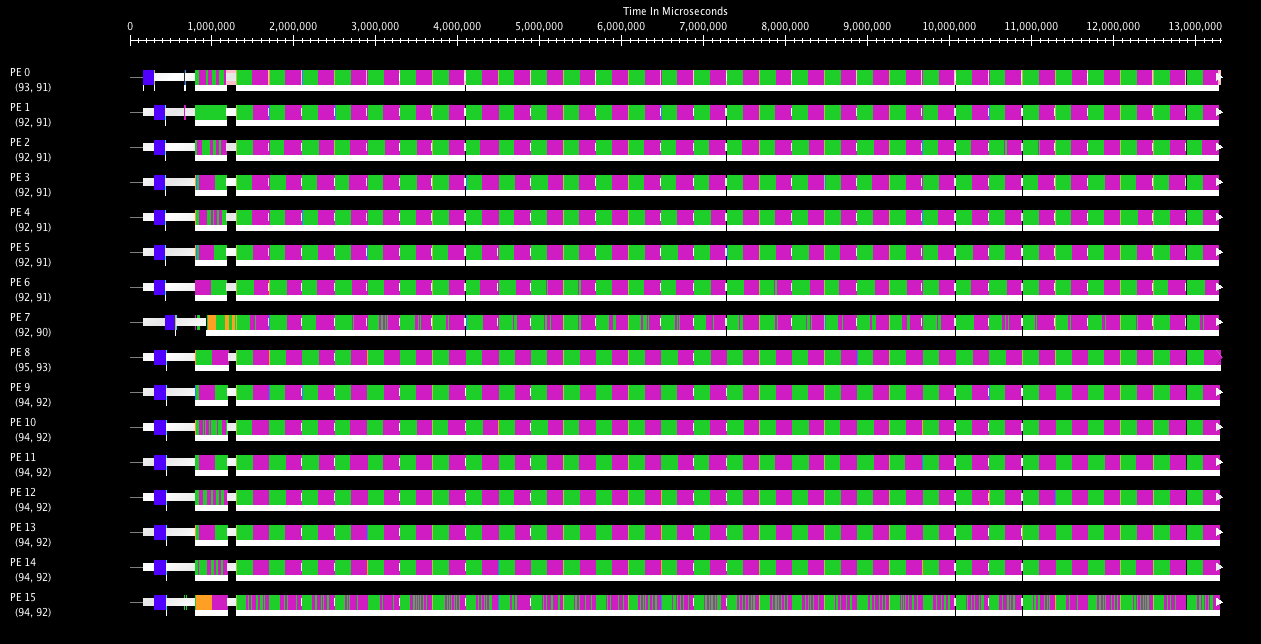 Time In Microseconds
0 1,000,000 2,000,000 3,000,000 4,000,000 5,000,000 6,000,000 7,000,000 8,000,000 9,000,000 10,000,000 11,000,000 12,000,000 13,000,000
PE 0
(93, 91)
PE 1
(92, 91)
PE 2
(92, 91)
PE 3
(92, 91)
PE 4
(92, 91)
PE 5
(92, 91)
PE 6
(92, 91)
PE 7
(92, 90)
PE 8
(95, 93)
PE 9
(94, 92)
PE 10
(94, 92)
PE 11
(94, 92)
PE 12
(94, 92)
PE 13
(94, 92)
PE 14
(94, 92)
PE 15
(94, 92)